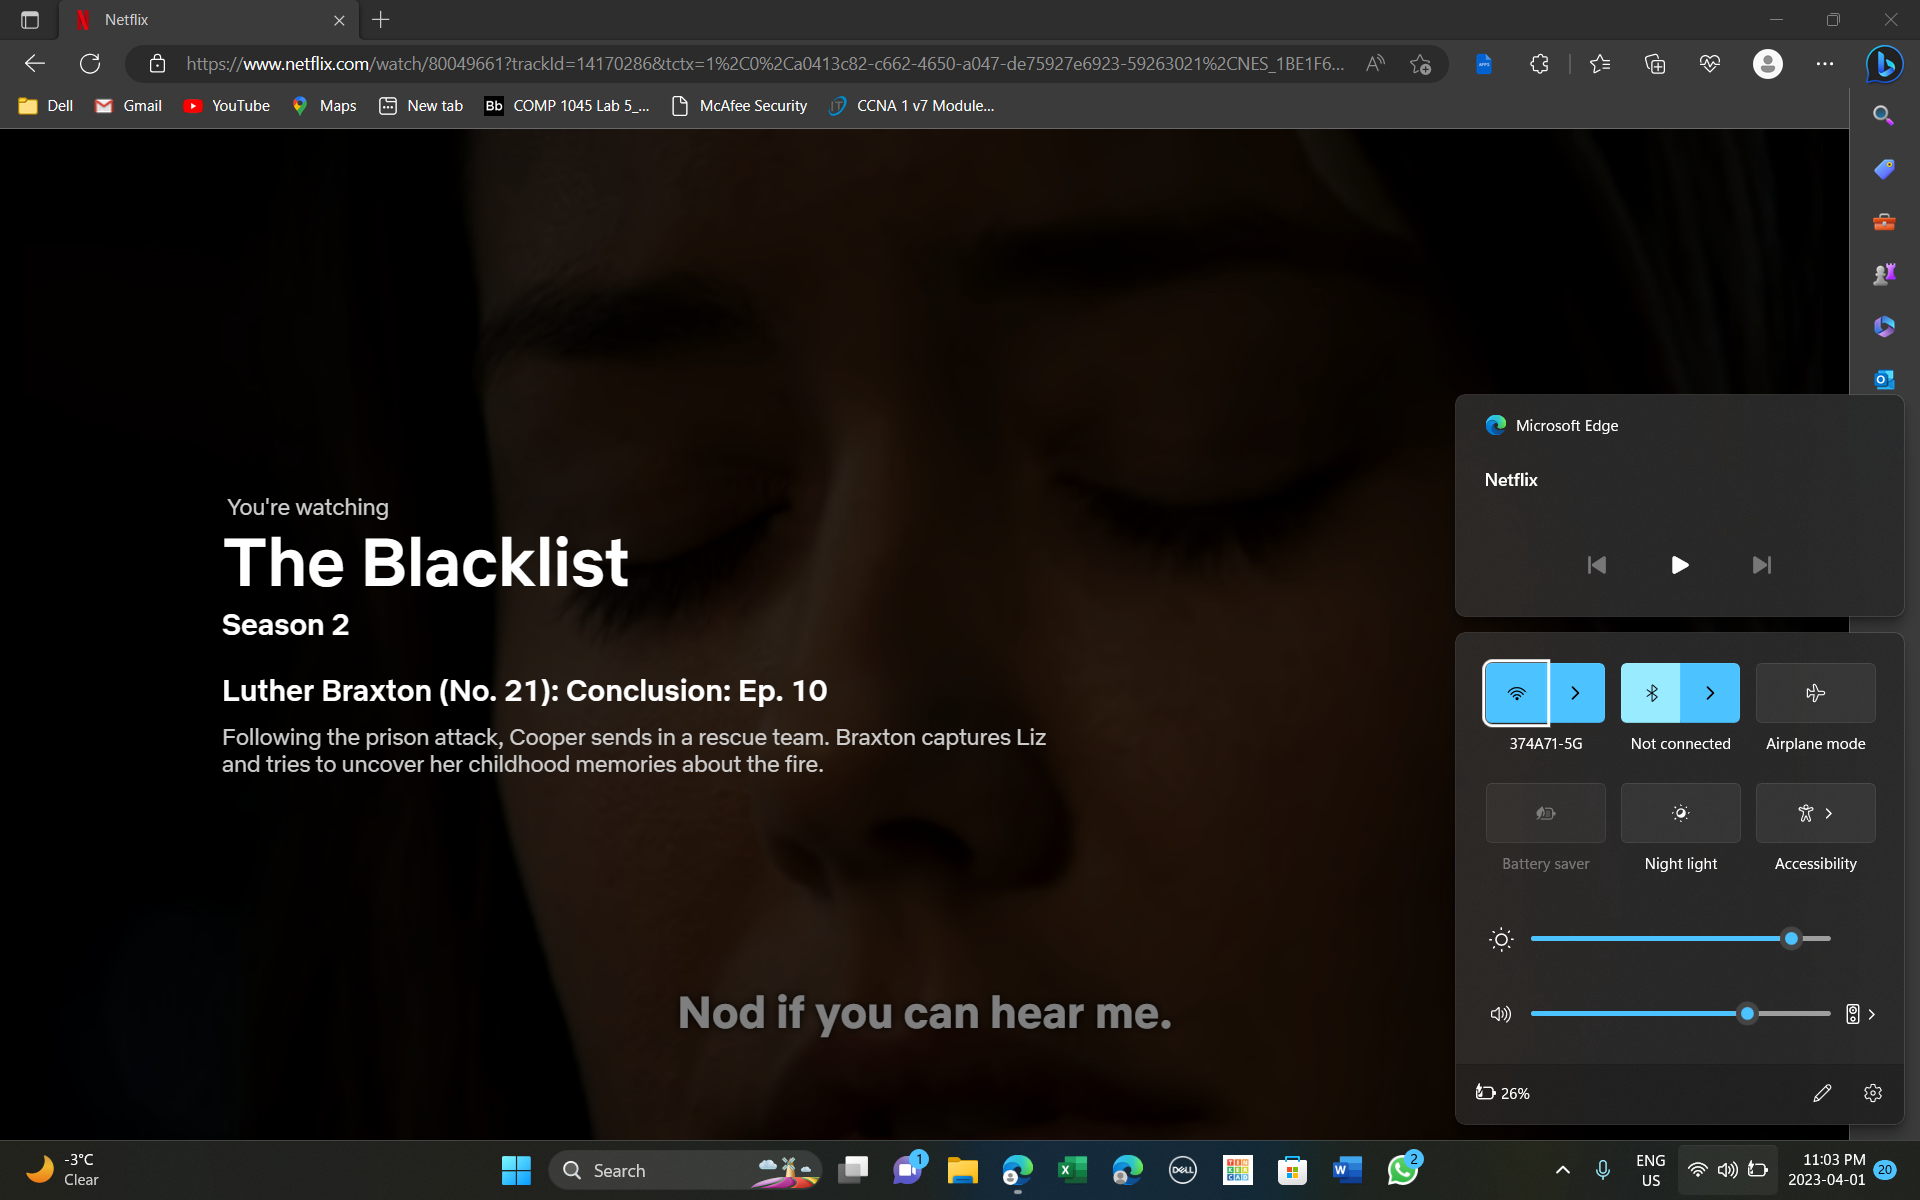 Netflix
https://www.netflix.com/watch/80049661?trackId=14170286&tctx=1%2C0%2Ca0413c82-c662-4650-a047-de75927e6923-59263021%2CNES_1BE1F6...
Dell
Gmail
YouTube
Maps
New tab
Bb COMP 1045 Lab 5_...
McAfee Security
CCNA 1 v7 Module...
Microsoft Edge
Netflix
You're watching
The Blacklist
Season 2
Luther Braxton (No. 21): Conclusion: Ep. 10
Following the prison attack, Cooper sends in a rescue team. Braxton captures Liz
and tries to uncover her childhood memories about the fire.
374A71-5G
Not connected
Airplane mode
Battery saver
Night light
Accessibility
Nod if you can hear me.
26%
-3°C
Clear
Search
1
DELL
2
ENG
US
11:03 PM
2023-04-01
20